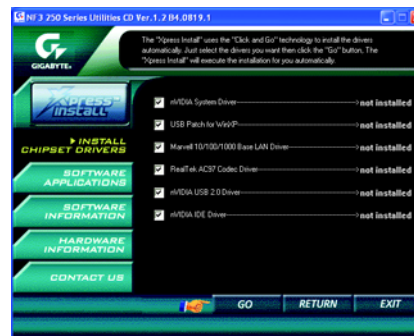 NF3 250 Series Utilities CD Ver.1.2 B4.0819.1
GIGABYTE
The "Xpress Install" uses the "Click and Go" technology to install the drivers
automatically. Just select the drivers you want then click the "Go" button, The
"Xpress Install" will execute the installation for you automatically.
Xpress
INSTALL
INSTALL
CHIPSET DRIVERS
SOFTWARE
APPLICATIONS
SOFTWARE
INFORMATION
HARDWARE
INFORMATION
CONTACT US
nVIDIA System Driver not installed
USB Patch for WinXP not installed
Marvell 10/100/1000 Base LAN Driver not installed
RealTek AC97 Codec Driver not installed
nVIDIA USB 2.0 Driver not installed
nVIDIA IDE Driver not installed
GO RETURN EXIT